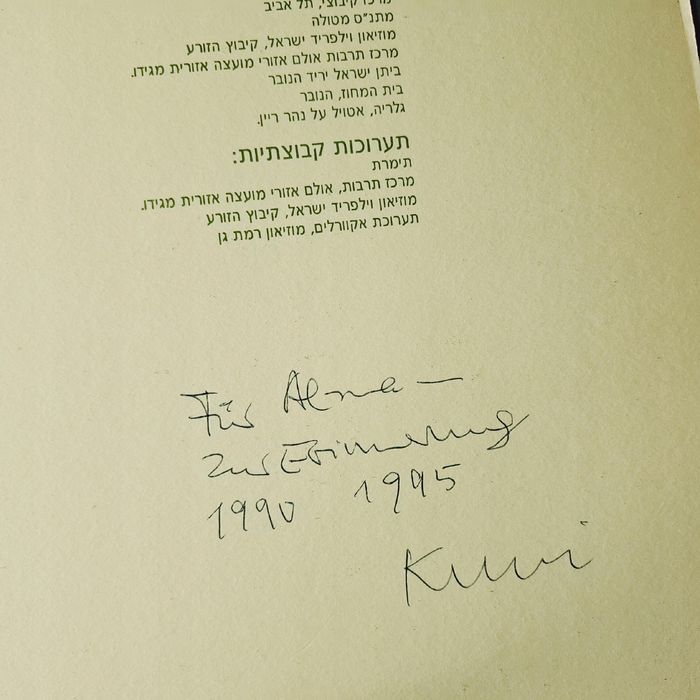 מרכז קיבוצי, תל אביב
מתנ״ס מטולה
מוזיאון וילפריד ישראל, קיבוץ הזורע
מרכז תרבות אולם אזורי מועצה אזורית מגידו.
ביתן ישראל יריד הנובר
בית המחוז, הנובר
גלריה, אטויל על נהר ריין.
תערוכות קבוצתיות:
תימרת
מרכז תרבות, אולם אזורי מועצה אזורית מגידו.
מוזיאון וילפריד ישראל, קיבוץ הזורע
תערוכת אקוורלים, מוזיאון רמת גן
Für Alma —
Zur Erinnerung
1990 1995